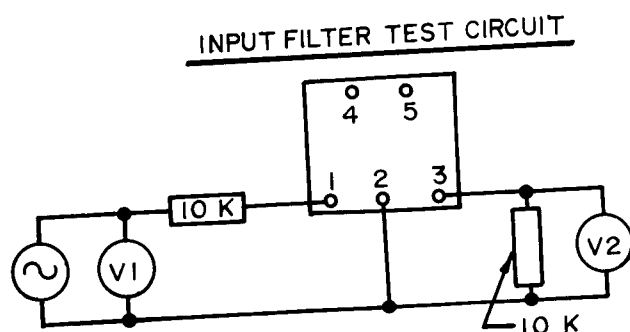 INPUT FILTER TEST CIRCUIT
4 5
1 2 3
10 K
V1
V2
10 K